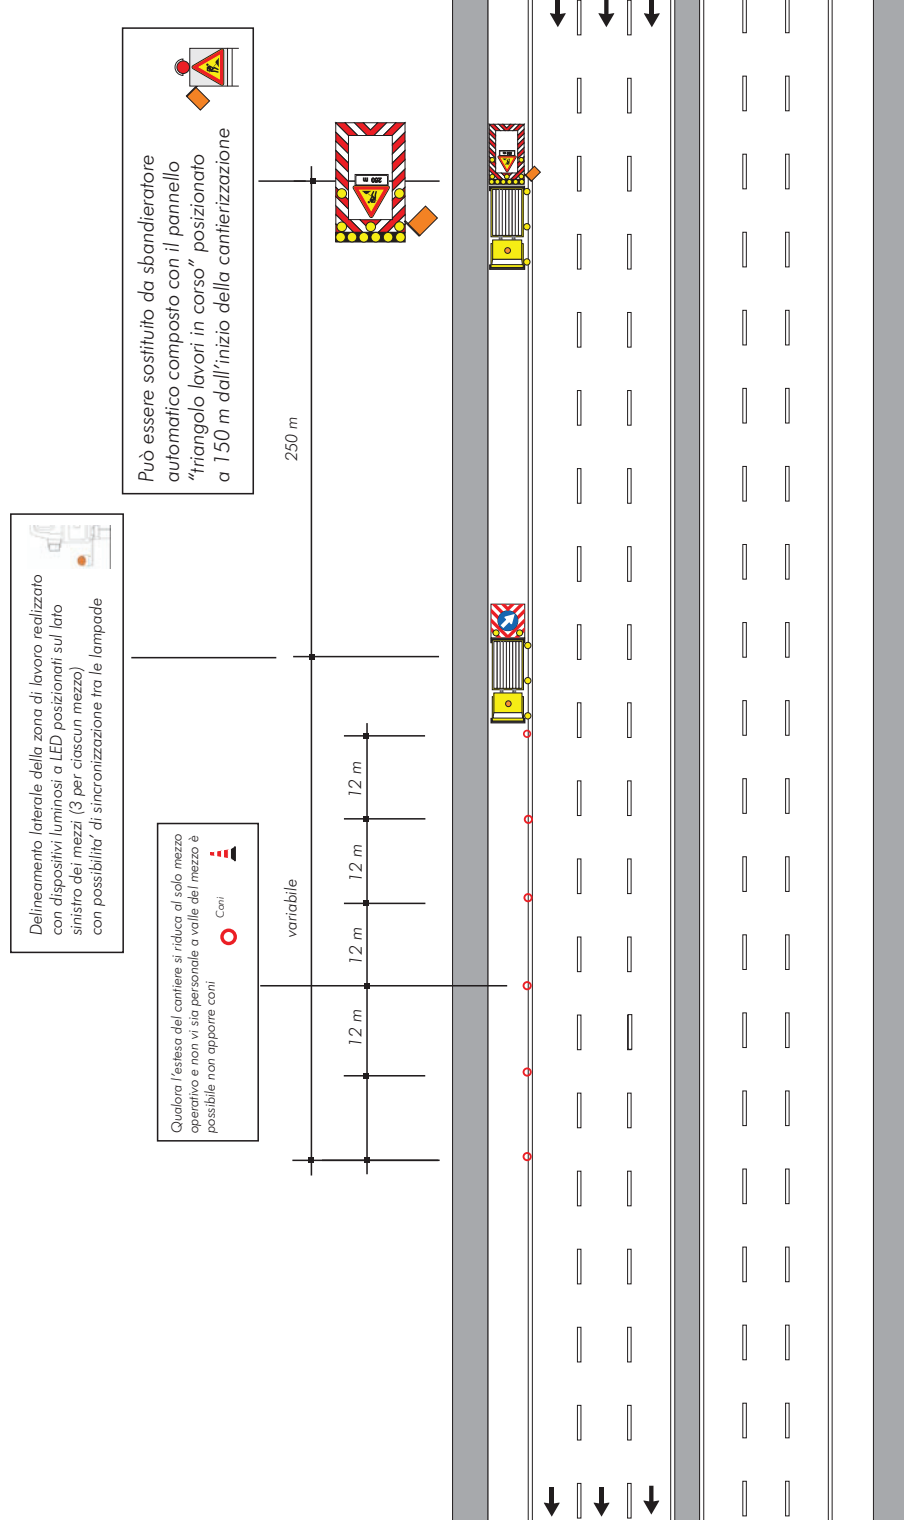 Può essere sostituito da sbandieratore
automatico composto con il pannello
“triangolo lavori in corso” posizionato
a 150 m dall’inizio della cantierizzazione
250 m
250 m
Delineamento laterale della zona di lavoro realizzato
con dispositivi luminosi a LED posizionati sul lato
sinistro dei mezzi (3 per ciascun mezzo)
con possibilita’ di sincronizzazione tra le lampade
Qualora l’estesa del cantiere si riduca al solo mezzo
operativo e non vi sia personale a valle del mezzo è
possibile non apporre coni
Coni
variabile
12 m
12 m
12 m
12 m